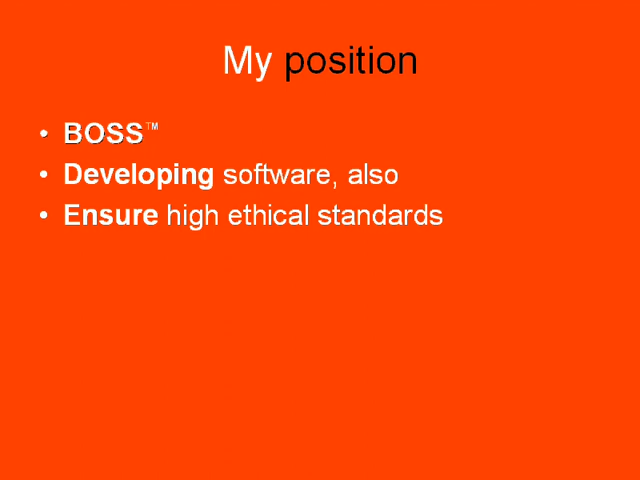 My position
• BOSS™
• Developing software, also
• Ensure high ethical standards